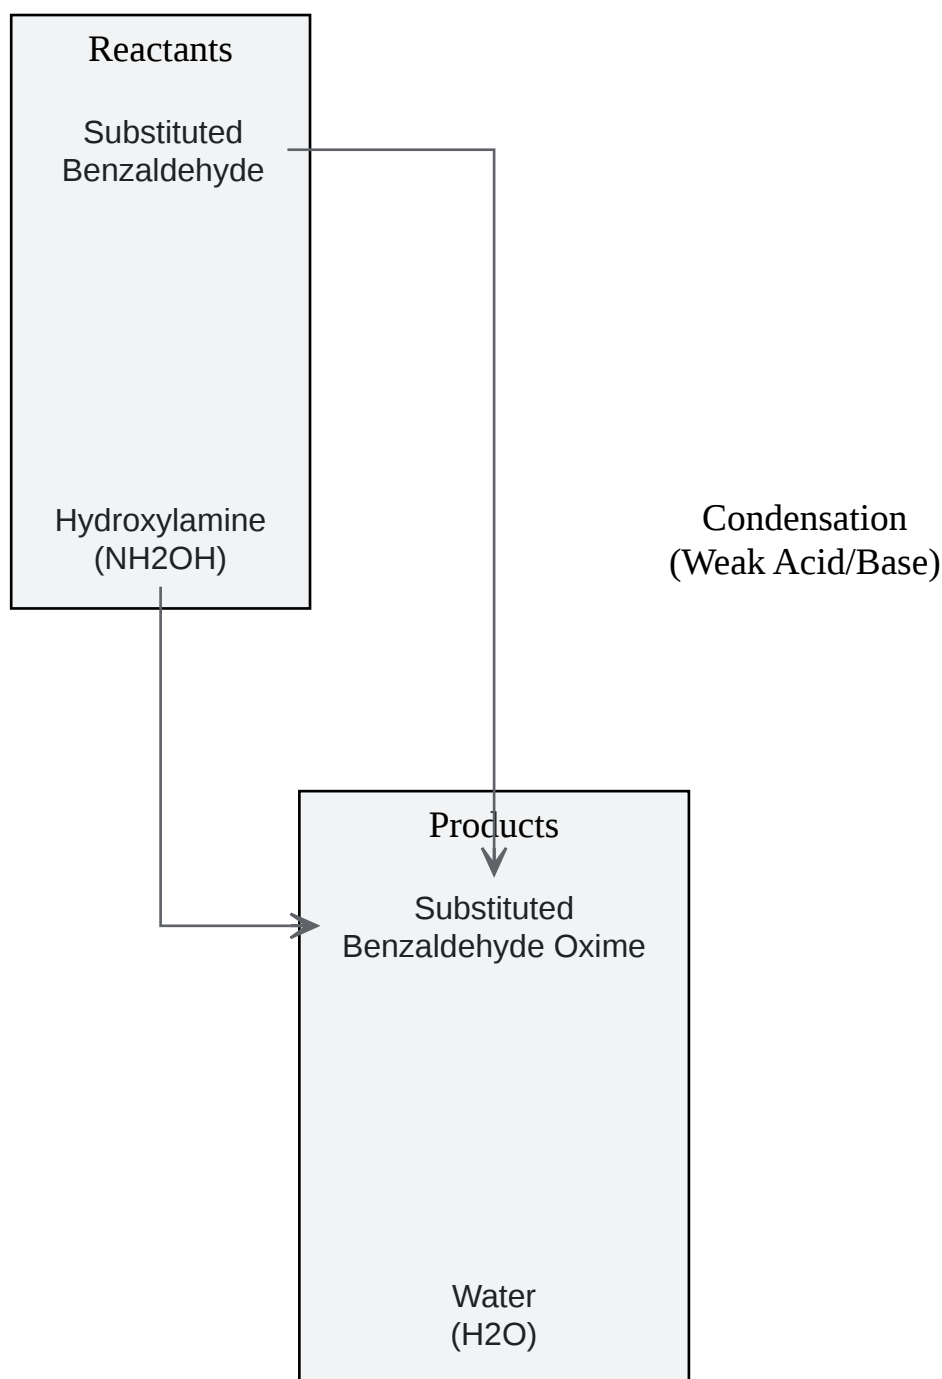 Reactants
Substituted
Benzaldehyde
Hydroxylamine
(NH2OH)
Condensation
(Weak Acid/Base)
Products
Substituted
Benzaldehyde Oxime
Water
(H2O)